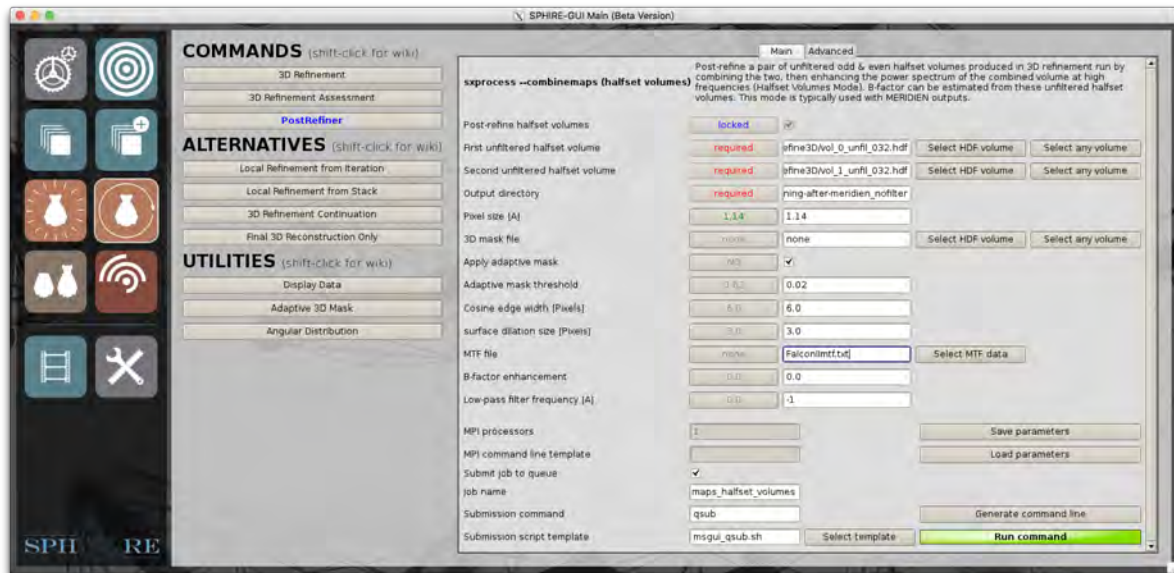 SPHIRE-GUI Main (Beta Version)
COMMANDS (shift-click for wiki)
3D Refinement
3D Refinement Assessment
PostRefiner
ALTERNATIVES (shift-click for wiki)
Local Refinement from Iteration
Local Refinement from Stack
3D Refinement Continuation
Final 3D Reconstruction Only
UTILITIES (shift-click for wiki)
Display Data
Adaptive 3D Mask
Angular Distribution
SPH RE
Main Advanced
sxprocess --combinemaps (halfset volumes)
Post-refine a pair of unfiltered odd & even halfset volumes produced in 3D refinement run by
combining the two, then enhancing the power spectrum of the combined volume at high
frequencies (Halfset Volumes Mode). B-factor can be estimated from these unfiltered halfset
volumes. This mode is typically used with MERIDIEN outputs.
Post-refine halfset volumes locked
First unfiltered halfset volume required efine3D/vol_0_unfil_032.hdf Select HDF volume Select any volume
Second unfiltered halfset volume required efine3D/vol_1_unfil_032.hdf Select HDF volume Select any volume
Output directory required ning-after-meridien_nofilter
Pixel size [A] 1.14 1.14
3D mask file none none Select HDF volume Select any volume
Apply adaptive mask NO
Adaptive mask threshold 0.02 0.02
Cosine edge width [Pixels] 6.0 6.0
surface dilation size [Pixels] 3.0 3.0
MTF file none FalconIImtf.txt Select MTF data
B-factor enhancement 0.0 0.0
Low-pass filter frequency [A] 0.0 -1
MPI processors 1 Save parameters
MPI command line template Load parameters
Submit job to queue
Job name maps_halfset_volumes
Submission command qsub Generate command line
Submission script template msgui_qsub.sh Select template Run command